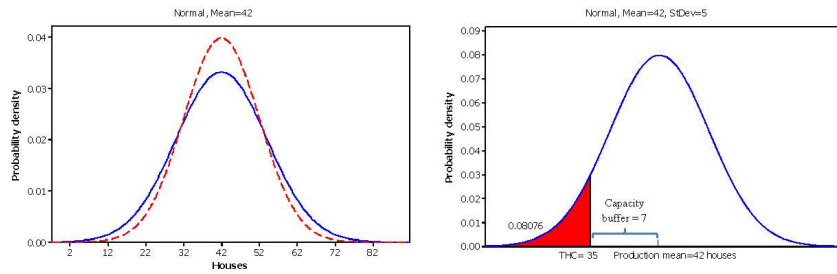 Normal, Mean=42
Probability density
0.04
0.03
0.02
0.01
0.00
2 12 22 32 42 52 62 72 82
Houses
Normal, Mean=42, StDev=5
Probability density
0.09
0.08
0.07
0.06
0.05
0.04
0.03
0.02
0.01
0.00
0.08076
Capacity
buffer = 7
THC= 35 Production mean=42 houses